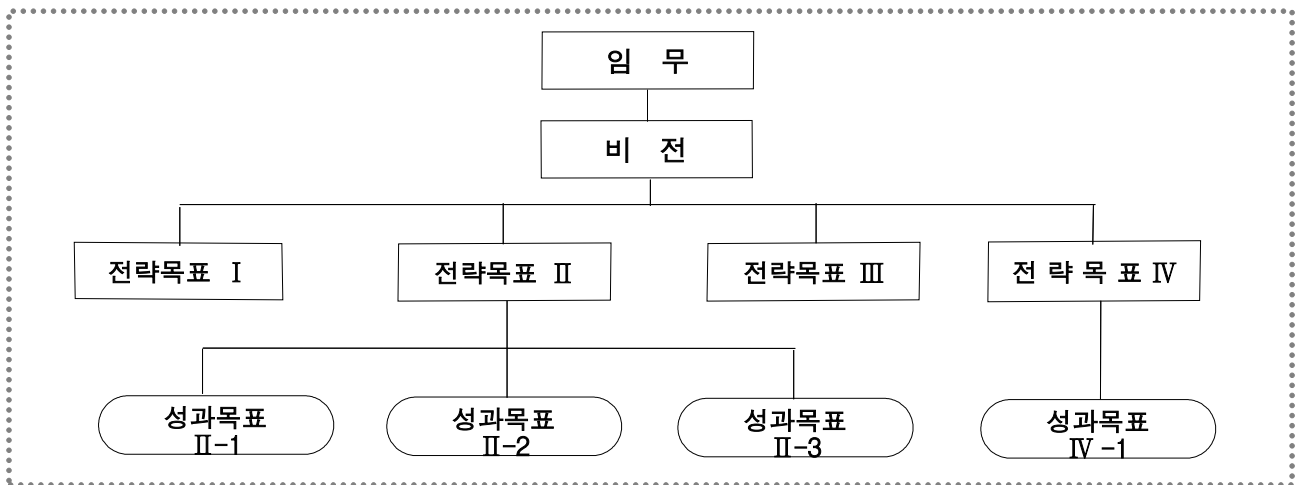 임 무
비 전
전략목표 Ⅰ
전략목표 Ⅱ
전략목표 Ⅲ
전 략 목 표 Ⅳ
성과목표
Ⅱ-1
성과목표
Ⅱ-2
성과목표
Ⅱ-3
성과목표
Ⅳ -1